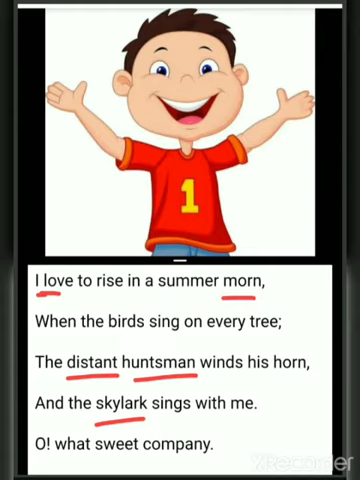 1
I love to rise in a summer morn,
When the birds sing on every tree;
The distant huntsman winds his horn,
And the skylark sings with me.
O! what sweet company.
XRecorder